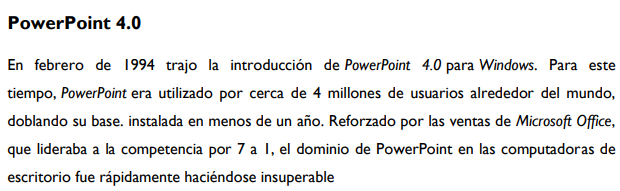 PowerPoint 4.0
En febrero de 1994 trajo la introducción de PowerPoint 4.0 para Windows. Para este
tiempo, PowerPoint era utilizado por cerca de 4 millones de usuarios alrededor del mundo,
doblando su base. instalada en menos de un año. Reforzado por las ventas de Microsoft Office,
que lideraba a la competencia por 7 a 1, el dominio de PowerPoint en las computadoras de
escritorio fue rápidamente haciéndose insuperable